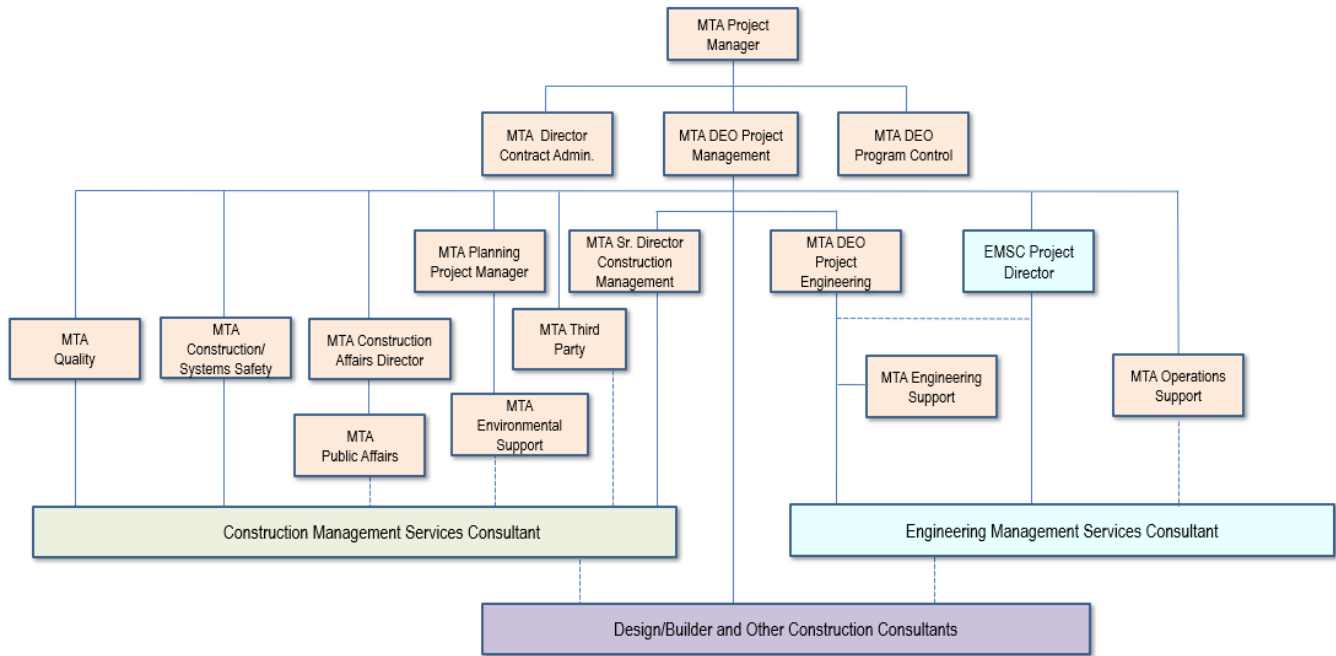 MTA Project
Manager
MTA  Director
Contract Admin.
MTA DEO Project
Management
MTA DEO
Program Control
MTA Planning
Project Manager
MTA Sr. Director
Construction
Management
MTA DEO
Project
Engineering
EMSC Project
Director
MTA
Quality
MTA
Construction/
Systems Safety
MTA Construction
Affairs Director
MTA Third
Party
MTA Engineering
Support
MTA Operations
Support
MTA
Public Affairs
MTA
Environmental
Support
Construction Management Services Consultant
Engineering Management Services Consultant
Design/Builder and Other Construction Consultants